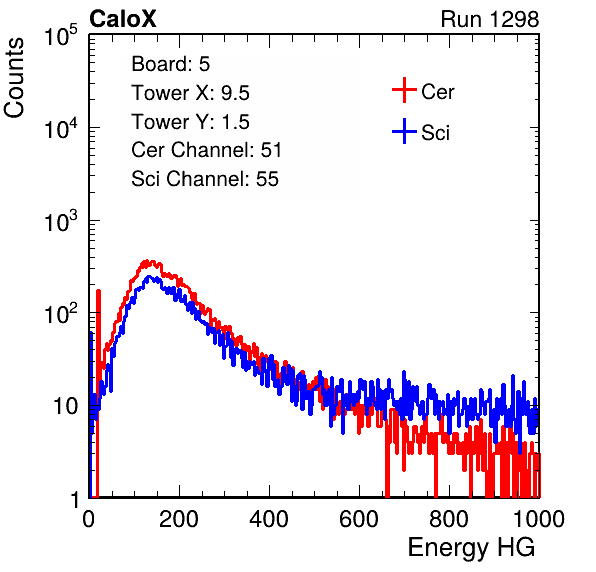 CaloX Run 1298
Counts
10^5
10^4
10^3
10^2
10
1
Board: 5
Tower X: 9.5
Tower Y: 1.5
Cer Channel: 51
Sci Channel: 55
Cer
Sci
0 200 400 600 800 1000
Energy HG